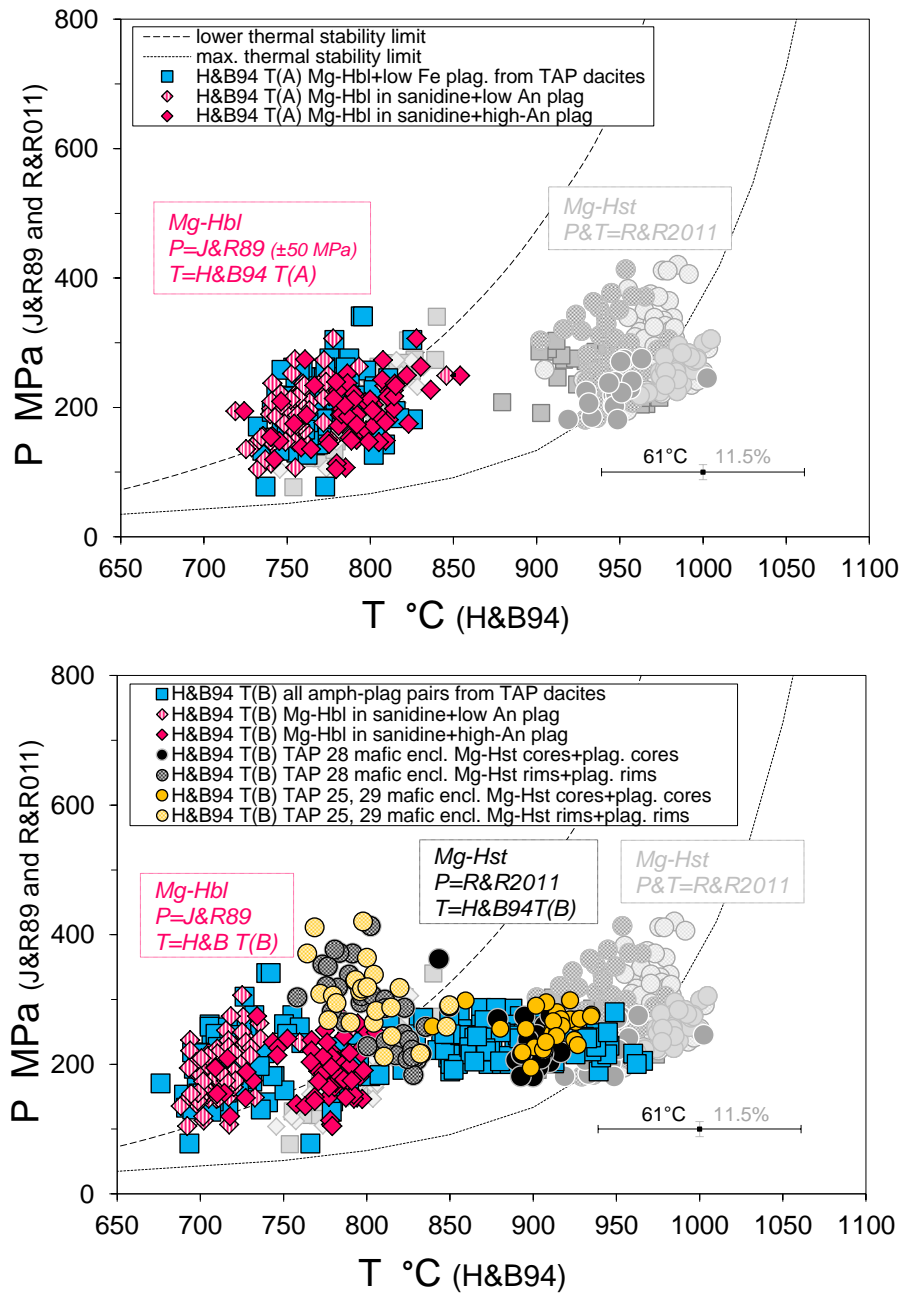 800
600
400
200
0
P MPa (J&R89 and R&R011)
lower thermal stability limit
max. thermal stability limit
H&B94 T(A) Mg-Hbl+low Fe plag. from TAP dacites
H&B94 T(A) Mg-Hbl in sanidine+low An plag
H&B94 T(A) Mg-Hbl in sanidine+high-An plag
Mg-Hbl
P=J&R89 (±50 MPa)
T=H&B94 T(A)
Mg-Hst
P&T=R&R2011
61°C 11.5%
650 700 750 800 850 900 950 1000 1050 1100
T °C (H&B94)
800
600
400
200
0
P MPa (J&R89 and R&R011)
H&B94 T(B) all amph-plag pairs from TAP dacites
H&B94 T(B) Mg-Hbl in sanidine+low An plag
H&B94 T(B) Mg-Hbl in sanidine+high-An plag
H&B94 T(B) TAP 28 mafic encl. Mg-Hst cores+plag. cores
H&B94 T(B) TAP 28 mafic encl. Mg-Hst rims+plag. rims
H&B94 T(B) TAP 25, 29 mafic encl. Mg-Hst cores+plag. cores
H&B94 T(B) TAP 25, 29 mafic encl. Mg-Hst rims+plag. rims
Mg-Hbl
P=J&R89
T=H&B T(B)
Mg-Hst
P=R&R2011
T=H&B94T(B)
Mg-Hst
P&T=R&R2011
61°C 11.5%
650 700 750 800 850 900 950 1000 1050 1100
T °C (H&B94)